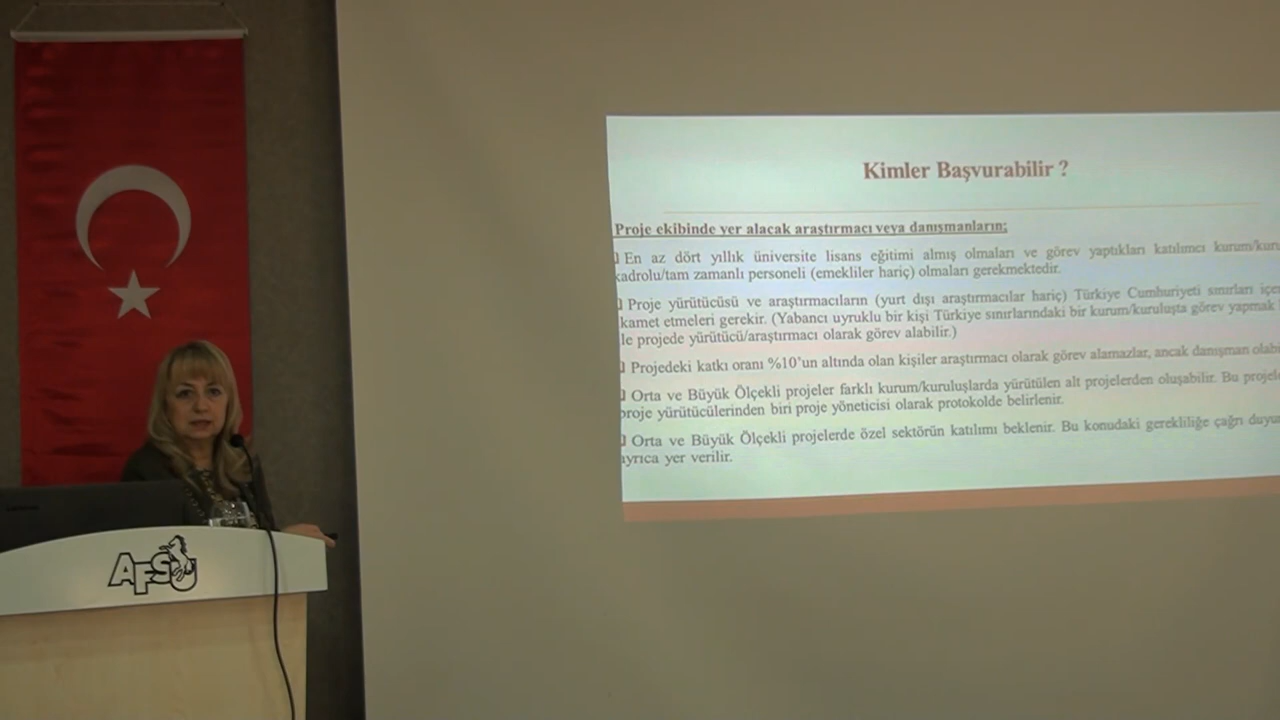 Kimler Başvurabilir ?
Proje ekibinde yer alacak araştırmacı veya danışmanların;
En az dört yıllık üniversite lisans eğitimi almış olmaları ve görev yaptıkları katılımcı kurum/kuru
kadrolu/tam zamanlı personeli (emekliler hariç) olmaları gerekmektedir.
Proje yürütücüsü ve araştırmacıların (yurt dışı araştırmacılar hariç) Türkiye Cumhuriyeti sınırları içe
kamet etmeleri gerekir. (Yabancı uyruklu bir kişi Türkiye sınırlarındaki bir kurum/kuruluşta görev yapmak
le projede yürütücü/araştırmacı olarak görev alabilir.)
Projedeki katkı oranı %10'un altında olan kişiler araştırmacı olarak görev alamazlar, ancak danışman olabi
Orta ve Büyük Ölçekli projeler farklı kurum/kuruluşlarda yürütülen alt projelerden oluşabilir. Bu projele
proje yürütücülerinden biri proje yöneticisi olarak protokolde belirlenir.
Orta ve Büyük Ölçekli projelerde özel sektörün katılımı beklenir. Bu konudaki gerekliliğe çağrı duyu
ayrıca yer verilir.
AFSÜ